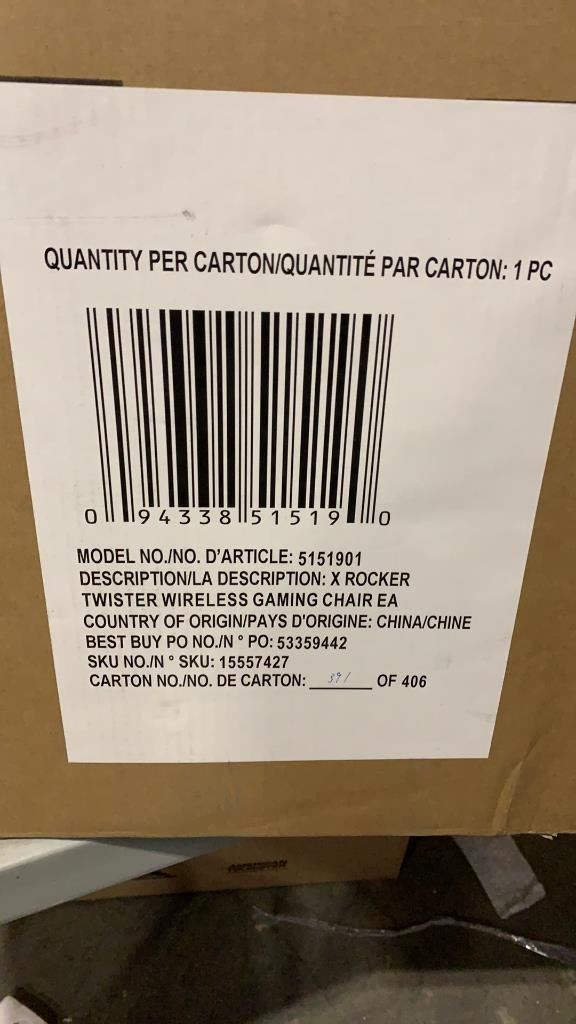 QUANTITY PER CARTON/QUANTITÉ PAR CARTON: 1 PC
0 94338 51519 0
MODEL NO./NO. D'ARTICLE: 5151901
DESCRIPTION/LA DESCRIPTION: X ROCKER
TWISTER WIRELESS GAMING CHAIR EA
COUNTRY OF ORIGIN/PAYS D'ORIGINE: CHINA/CHINE
BEST BUY PO NO./N ° PO: 53359442
SKU NO./N ° SKU: 15557427
CARTON NO./NO. DE CARTON: 391 OF 406